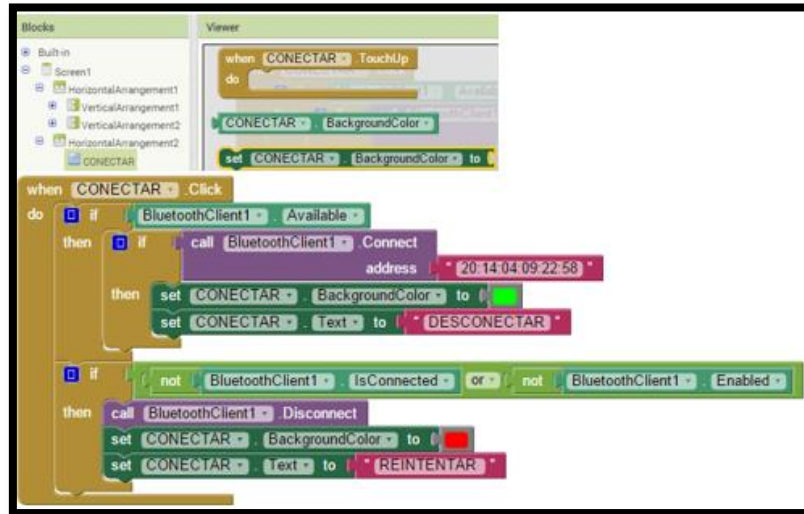 Blocks
Viewer
Built-in
Screen1
HorizontalArrangement1
VerticalArrangement1
VerticalArrangement2
HorizontalArrangement2
CONECTAR
when CONECTAR .TouchUp
do
CONECTAR . BackgroundColor
set CONECTAR . BackgroundColor to
when CONECTAR .Click
do if BluetoothClient1 . Available
then if call BluetoothClient1 .Connect
address " 20:14:04:09:22:58 "
then set CONECTAR . BackgroundColor to
set CONECTAR . Text to " DESCONECTAR "
if not BluetoothClient1 . IsConnected or not BluetoothClient1 . Enabled
then call BluetoothClient1 .Disconnect
set CONECTAR . BackgroundColor to
set CONECTAR . Text to " REINTENTAR "